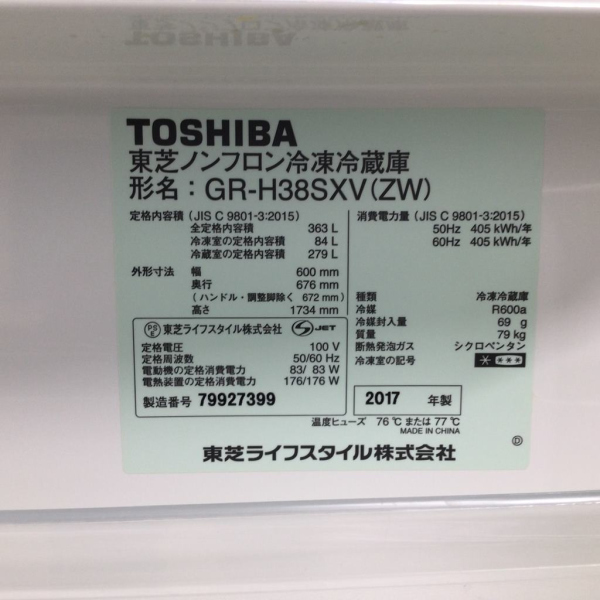 TOSHIBA
東芝ノンフロン冷凍冷蔵庫
形名：GR-H38SXV(ZW)
定格内容積（JIS C 9801-3:2015）
全定格内容積 363 L
冷凍室の定格内容積 84 L
冷蔵室の定格内容積 279 L
外形寸法 幅 600 mm
奥行 676 mm
（ハンドル・調整脚除く 672 mm）
高さ 1734 mm
消費電力量（JIS C 9801-3:2015）
50Hz 405 kWh/年
60Hz 405 kWh/年
種類 冷凍冷蔵庫
冷媒 R600a
冷媒封入量 69 g
質量 79 kg
断熱発泡ガス シクロペンタン
冷凍室の記号
PSE 東芝ライフスタイル株式会社 JET
定格電圧 100 V
定格周波数 50/60 Hz
電動機の定格消費電力 83/ 83 W
電熱装置の定格消費電力 176/176 W
製造番号 79927399
2017 年製
温度ヒューズ 76 ℃ または 77 ℃
MADE IN CHINA
D
東芝ライフスタイル株式会社